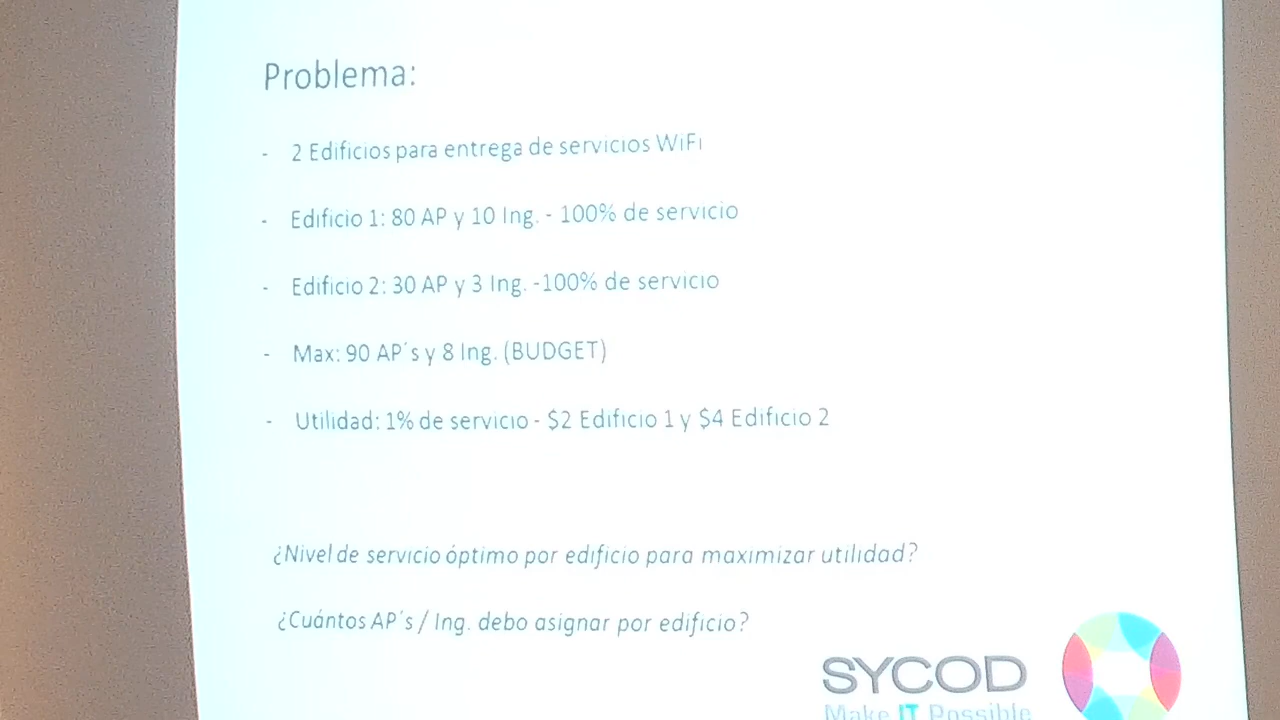 Problema:
- 2 Edificios para entrega de servicios WiFi
- Edificio 1: 80 AP y 10 Ing. - 100% de servicio
- Edificio 2: 30 AP y 3 Ing. -100% de servicio
- Max: 90 AP´s y 8 Ing. (BUDGET)
- Utilidad: 1% de servicio - $2 Edificio 1 y $4 Edificio 2
¿Nivel de servicio óptimo por edificio para maximizar utilidad?
¿Cuántos AP´s / Ing. debo asignar por edificio?
SYCOD
Make IT Possible